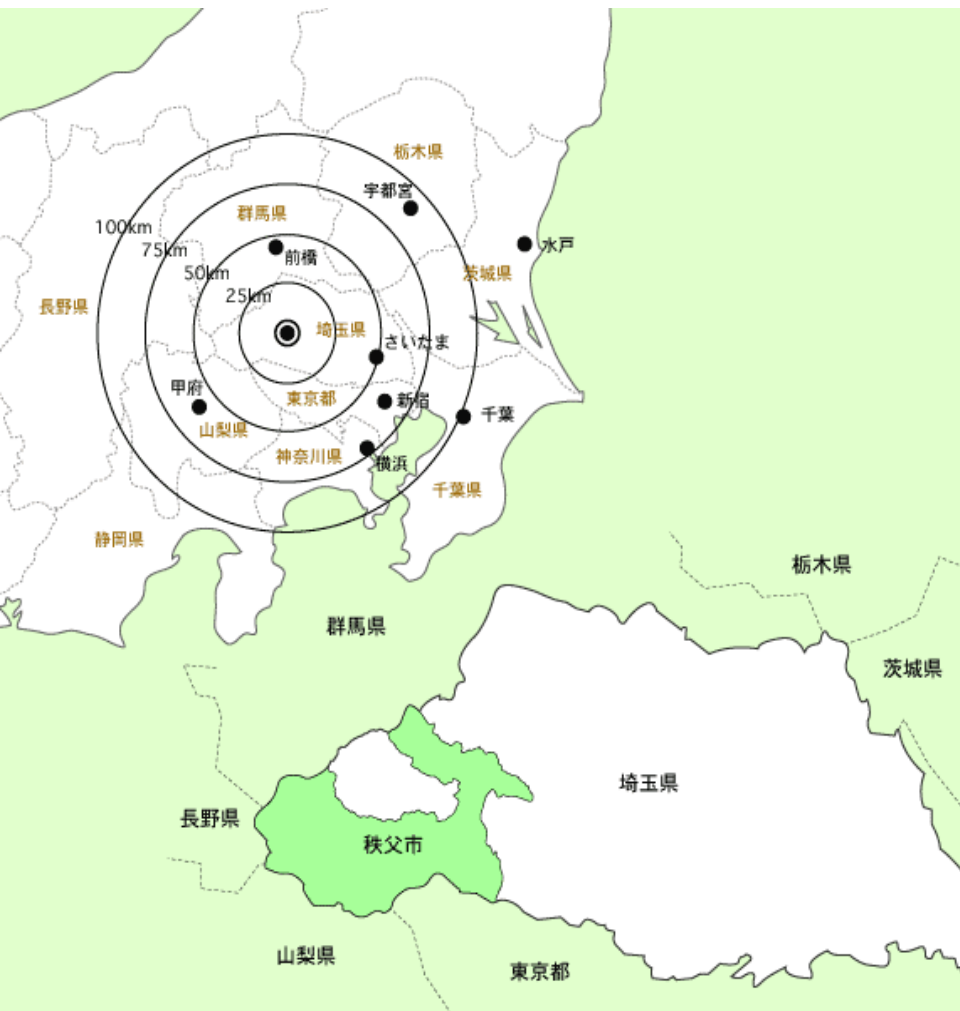 栃木県
宇都宮
群馬県
100km
水戸
75km
前橋
50km
茨城県
25km
長野県
埼玉県
さいたま
甲府
東京都
新宿
千葉
山梨県
神奈川県
横浜
千葉県
静岡県
栃木県
群馬県
茨城県
埼玉県
長野県
秩父市
山梨県
東京都